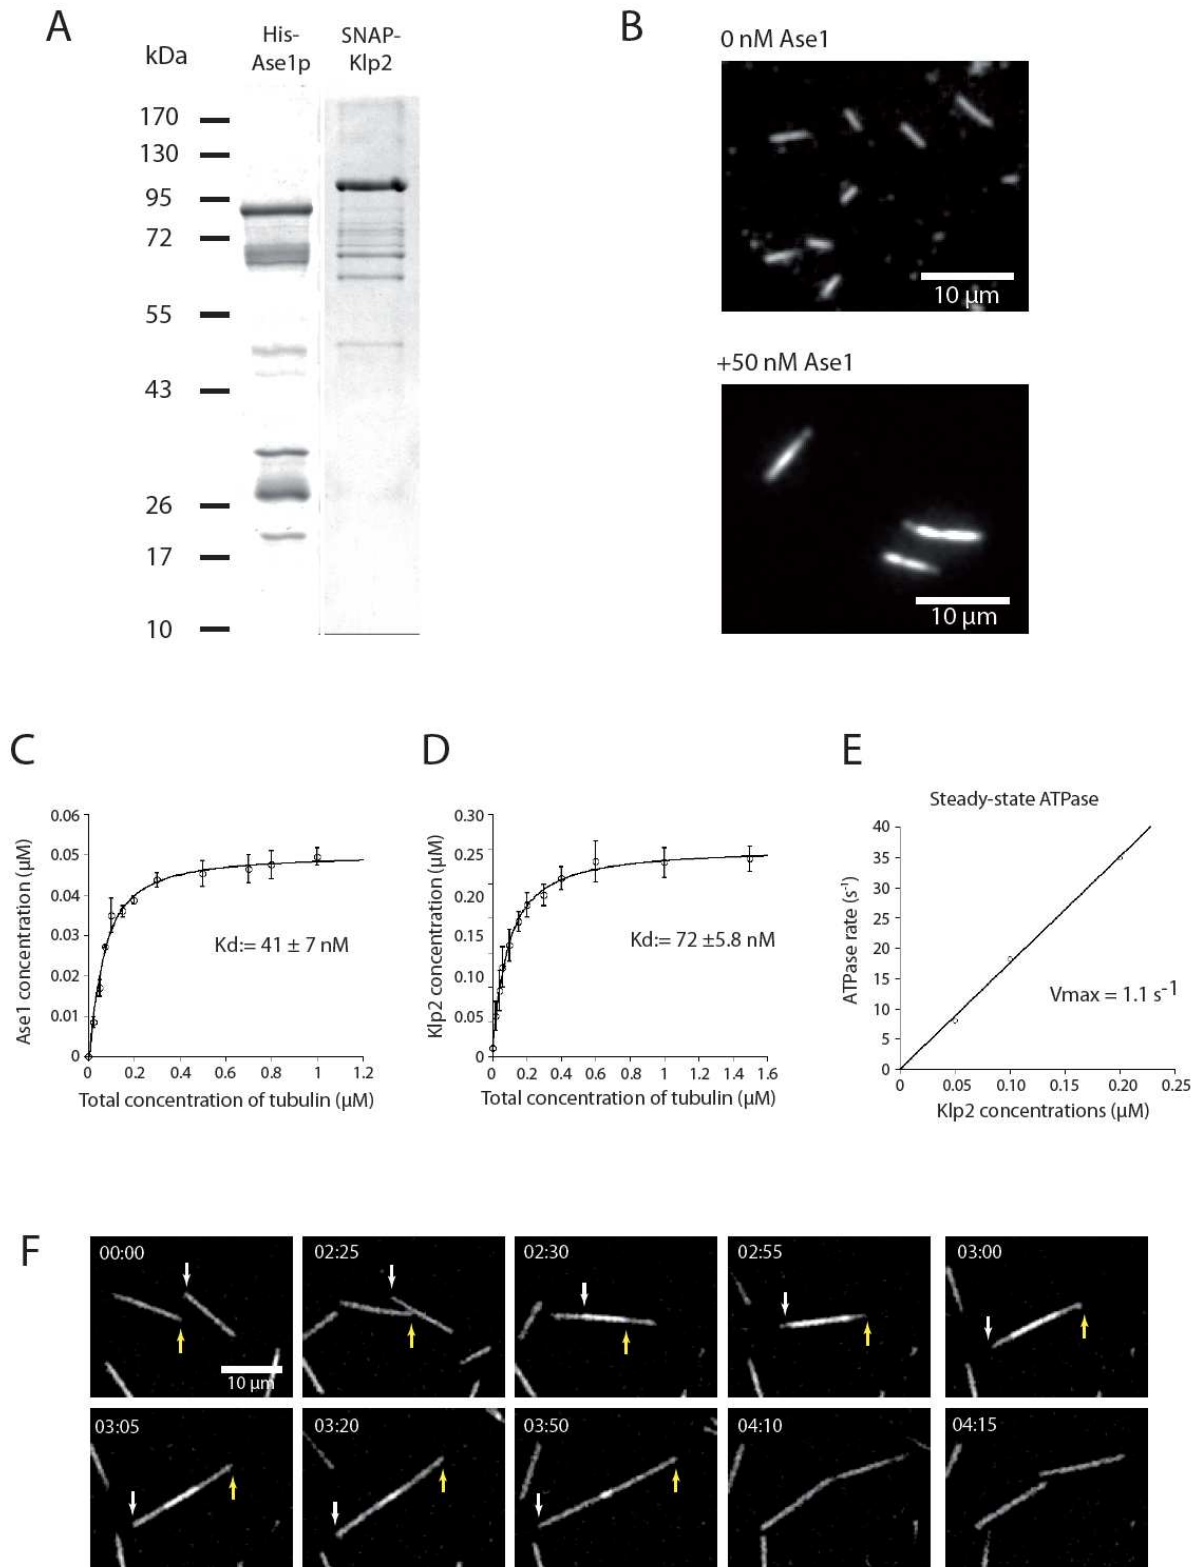 A
His-
Ase1p
SNAP-
Klp2
kDa
170
130
95
72
55
43
26
17
10
B
0 nM Ase1
10 µm
+50 nM Ase1
10 µm
C
0.06
0.05
0.04
0.03
0.02
0.01
0
Ase1 concentration (µM)
Kd:= 41 ± 7 nM
0 0.2 0.4 0.6 0.8 1 1.2
Total concentration of tubulin (µM)
D
0.30
0.25
0.20
0.15
0.10
0.05
0
Klp2 concentration (µM)
Kd:= 72 ±5.8 nM
0 0.2 0.4 0.6 0.8 1 1.2 1.4 1.6
Total concentration of tubulin (µM)
E
Steady-state ATPase
40
35
30
25
20
15
10
5
0
ATPase rate (s⁻¹)
Vmax = 1.1 s⁻¹
0 0.05 0.10 0.15 0.20 0.25
Klp2 concentrations (µM)
F
00:00
10 µm
02:25
02:30
02:55
03:00
03:05
03:20
03:50
04:10
04:15